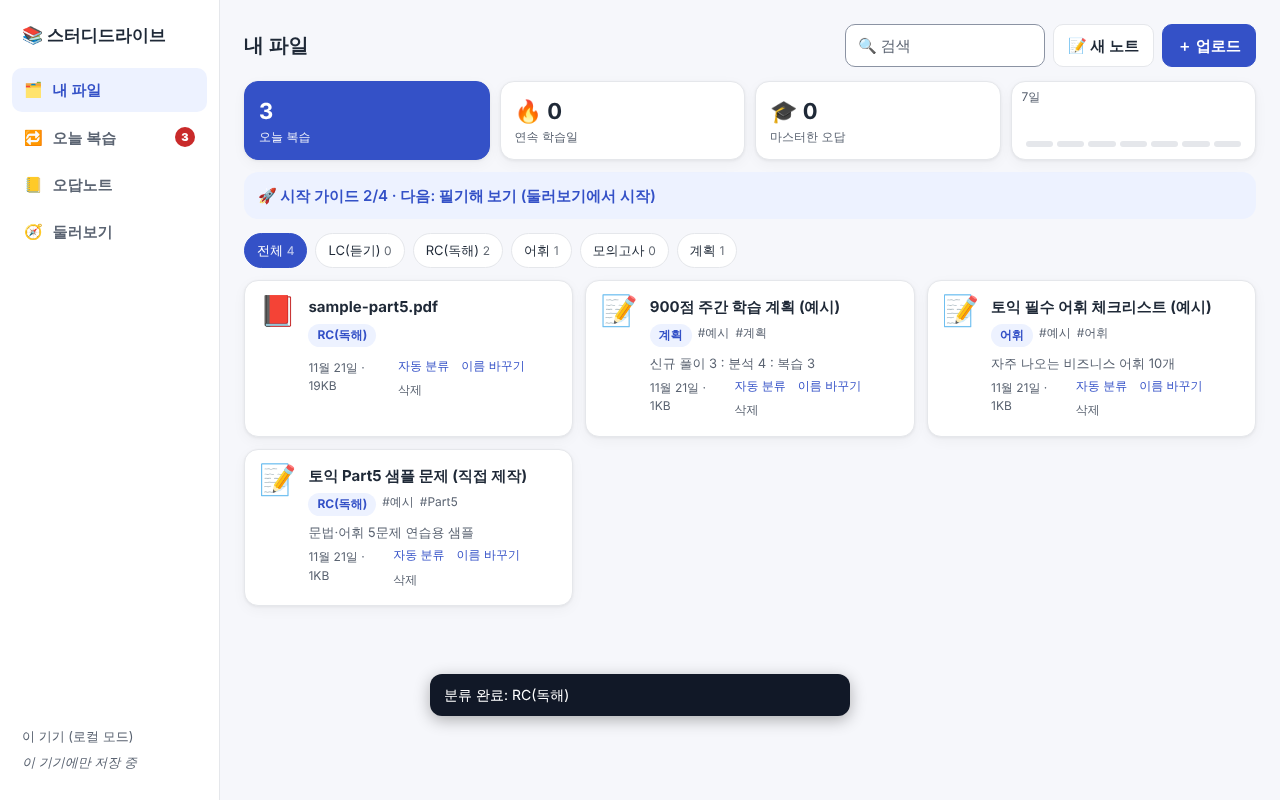 📚 스터디드라이브
🗂️ 내 파일
🔁 오늘 복습 3
📒 오답노트
🧭 둘러보기
이 기기 (로컬 모드)
이 기기에만 저장 중
내 파일
🔍 검색
📝 새 노트
+ 업로드
3
오늘 복습
🔥 0
연속 학습일
🎓 0
마스터한 오답
7일
🚀 시작 가이드 2/4 · 다음: 필기해 보기 (둘러보기에서 시작)
전체 4
LC(듣기) 0
RC(독해) 2
어휘 1
모의고사 0
계획 1
sample-part5.pdf
RC(독해)
11월 21일 ·
19KB
자동 분류 이름 바꾸기
삭제
900점 주간 학습 계획 (예시)
계획 #예시 #계획
신규 풀이 3 : 분석 4 : 복습 3
11월 21일 ·
1KB
자동 분류 이름 바꾸기
삭제
토익 필수 어휘 체크리스트 (예시)
어휘 #예시 #어휘
자주 나오는 비즈니스 어휘 10개
11월 21일 ·
1KB
자동 분류 이름 바꾸기
삭제
토익 Part5 샘플 문제 (직접 제작)
RC(독해) #예시 #Part5
문법·어휘 5문제 연습용 샘플
11월 21일 ·
1KB
자동 분류 이름 바꾸기
삭제
분류 완료: RC(독해)